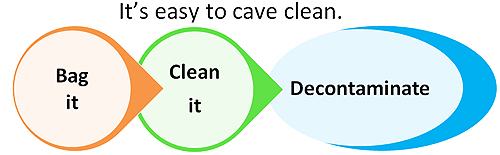 It's easy to cave clean.
Bag
it
Clean
it
Decontaminate